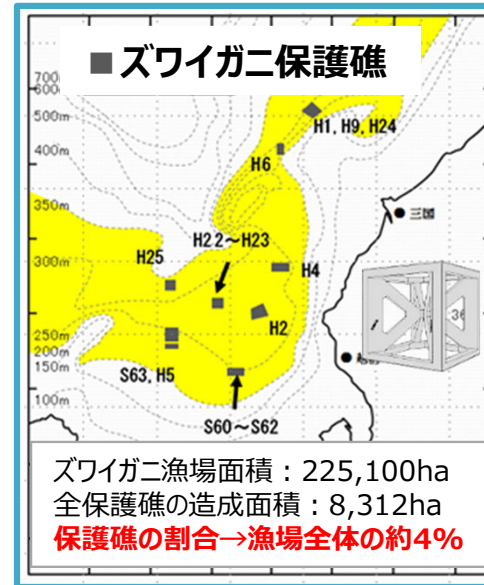 ■ズワイガニ保護礁
700m
600m
500m
400m
350m
300m
250m
200m
150m
100m
H1, H9, H24
H6
三国
H22～H23
H25
H4
H2
S63, H5
S60～S62
36
ズワイガニ漁場面積：225,100ha
全保護礁の造成面積：8,312ha
保護礁の割合→漁場全体の約4%